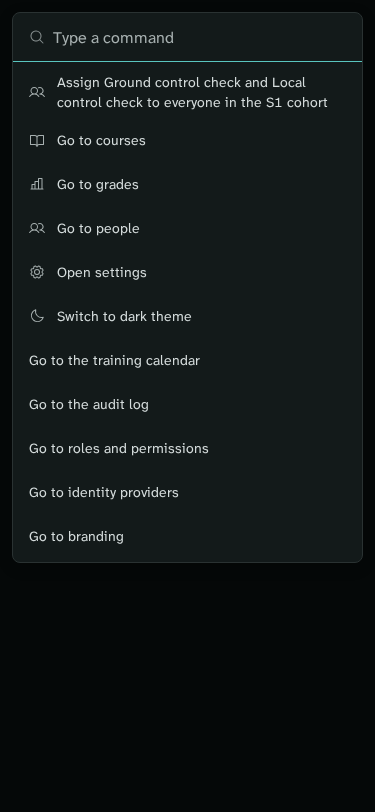 Type a command
Assign Ground control check and Local
control check to everyone in the S1 cohort
Go to courses
Go to grades
Go to people
Open settings
Switch to dark theme
Go to the training calendar
Go to the audit log
Go to roles and permissions
Go to identity providers
Go to branding